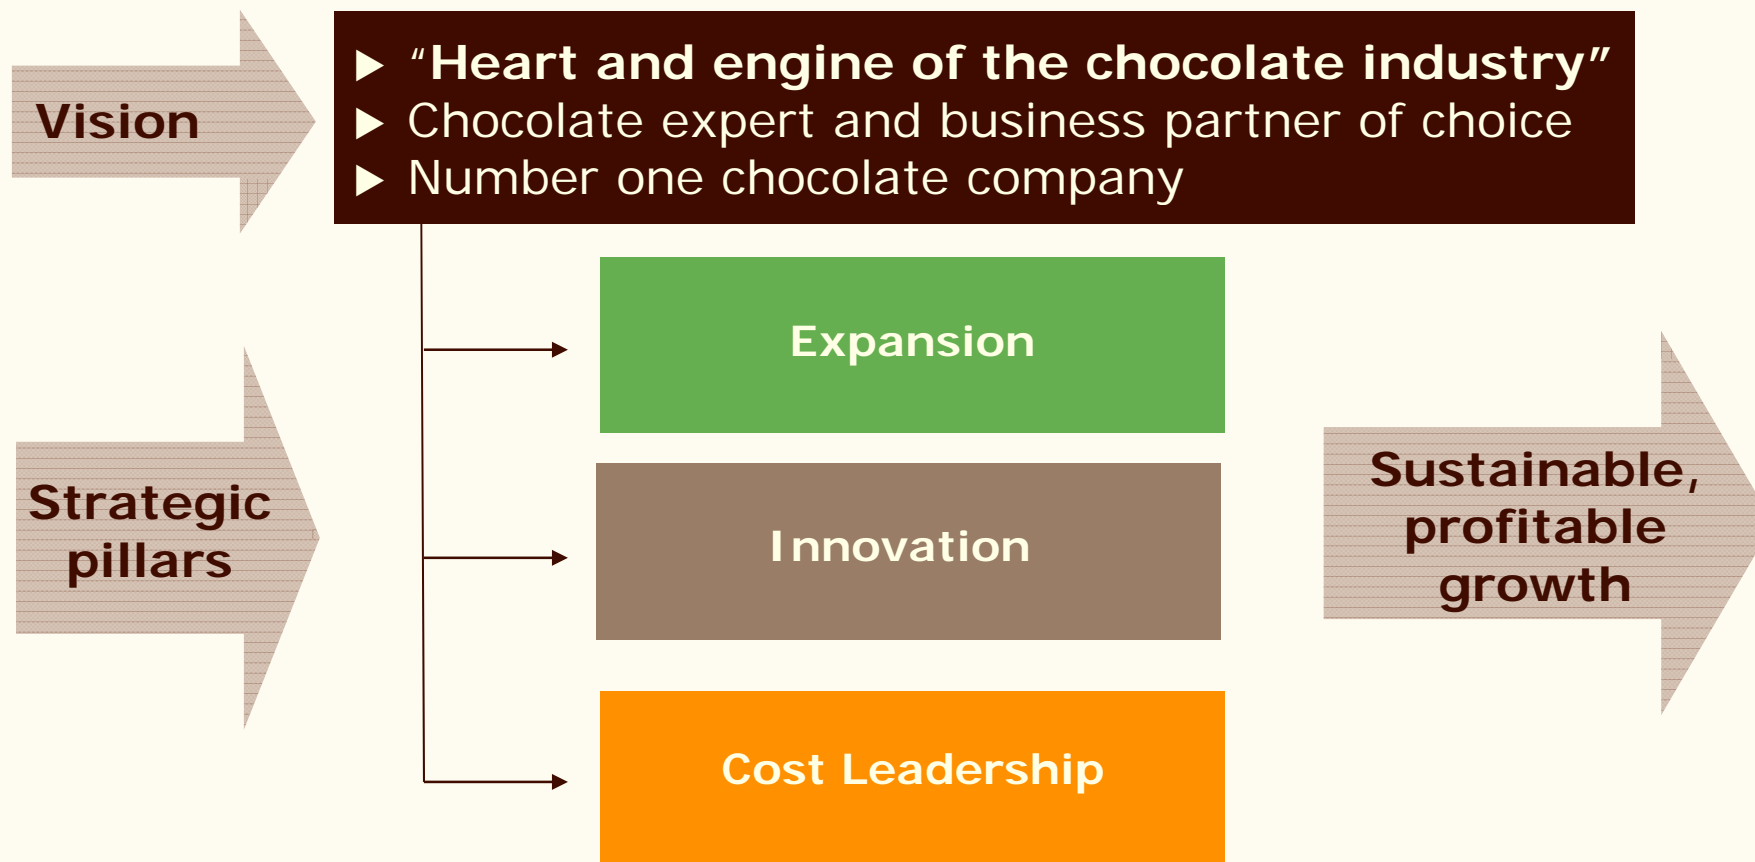 Vision
▶ “Heart and engine of the chocolate industry”
▶ Chocolate expert and business partner of choice
▶ Number one chocolate company
Strategic
pillars
Expansion
Innovation
Cost Leadership
Sustainable,
profitable
growth